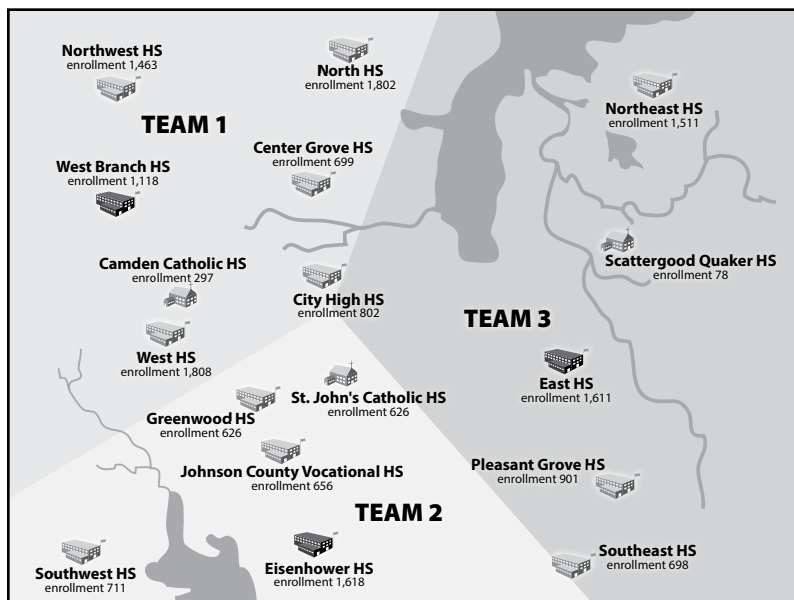 Northwest HS
enrollment 1,463
North HS
enrollment 1,802
Northeast HS
enrollment 1,511
TEAM 1
Center Grove HS
enrollment 699
West Branch HS
enrollment 1,118
Camden Catholic HS
enrollment 297
Scattergood Quaker HS
enrollment 78
City High HS
enrollment 802
TEAM 3
West HS
enrollment 1,808
East HS
enrollment 1,611
St. John's Catholic HS
enrollment 626
Greenwood HS
enrollment 626
Johnson County Vocational HS
enrollment 656
Pleasant Grove HS
enrollment 901
TEAM 2
Southwest HS
enrollment 711
Eisenhower HS
enrollment 1,618
Southeast HS
enrollment 698